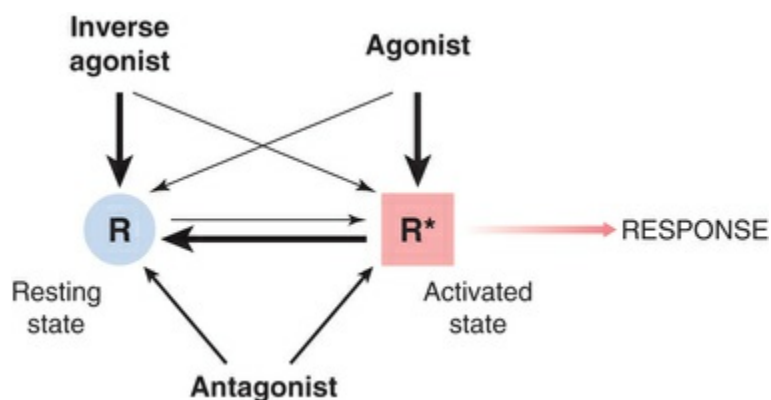 Inverse
agonist
Agonist
R
R*
RESPONSE
Resting
state
Activated
state
Antagonist